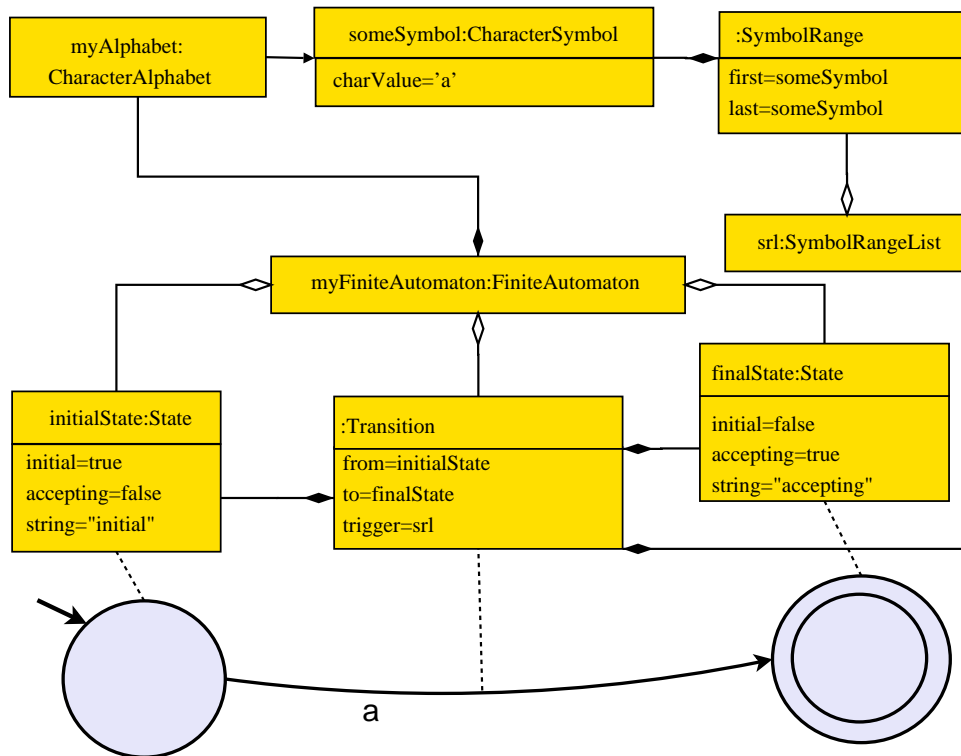 myAlphabet:
CharacterAlphabet
someSymbol:CharacterSymbol
charValue=’a’
:SymbolRange
first=someSymbol
last=someSymbol
srl:SymbolRangeList
myFiniteAutomaton:FiniteAutomaton
initialState:State
initial=true
accepting=false
string="initial"
:Transition
from=initialState
to=finalState
trigger=srl
finalState:State
initial=false
accepting=true
string="accepting"
a